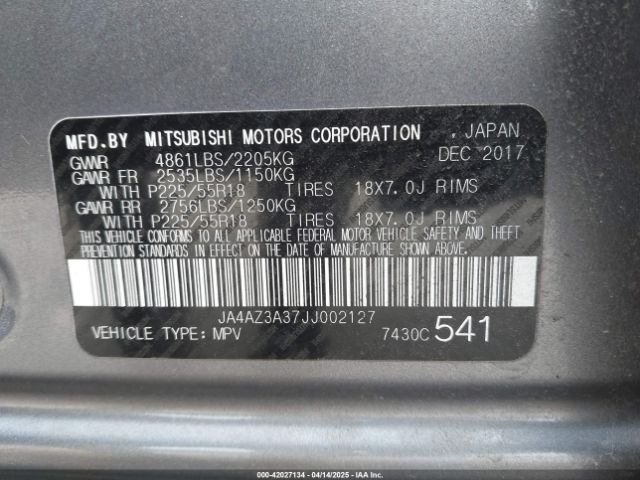 MFD.BY MITSUBISHI MOTORS CORPORATION . JAPAN
GVWR 4861LBS/2205KG DEC 2017
GAWR FR 2535LBS/1150KG
WITH P225/55R18 TIRES 18X7.0J RIMS
GAWR RR 2756LBS/1250KG
WITH P225/55R18 TIRES 18X7.0J RIMS
THIS VEHICLE CONFORMS TO ALL APPLICABLE FEDERAL MOTOR VEHICLE SAFETY AND THEFT
PREVENTION STANDARDS IN EFFECT ON THE DATE OF MANUFACTURE SHOWN ABOVE.
JA4AZ3A37JJ002127
VEHICLE TYPE: MPV 7430C 541
000-42027134 - 04/14/2025 - IAAI.COM